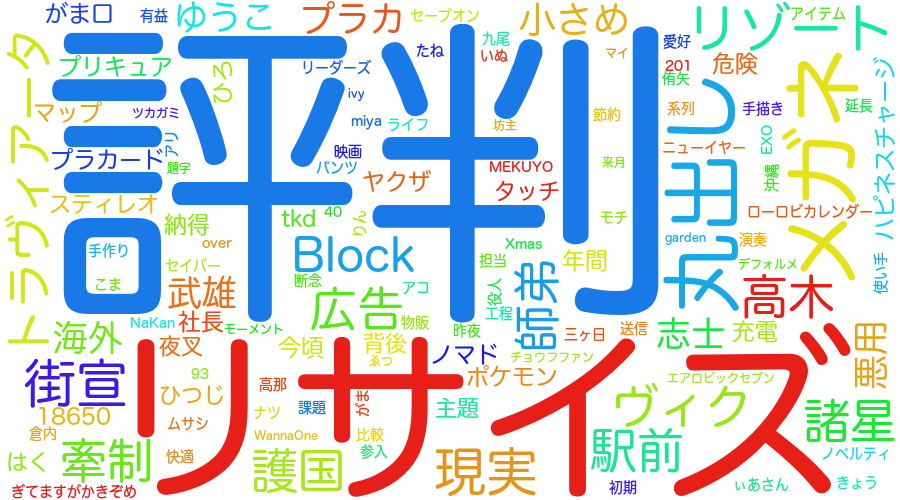 がま口
有益
ゆうこ
プラカ
セーブオン
小さめ
リゾート
アイテム
トラヴィアータ
プリキュア
ひろ
リーダーズ
たね
九尾
いぬ
マイ
愛好
201
侑矢
危険
メガネ
ハピネスチャージ
マップ
ツカガミ
ivy
miya
ライフ
坊主
節約
系列
手描き
延長
プラカード
アリ
映画
ニューイヤー
EXO
題字
パンツ
ヤクザ
MEKUYO
タッチ
来月
丸出し
沖縄
スティレオ
評判
納得
tkd
40
りん
モチ
ローロビカレンダー
手作り
over
Block
Xmas
garden
演奏
セイバー
こま
断念
担当
年間
デフォルメ
使い手
武雄
アコ
役人
師弟
高木
広告
海外
NaKan
社長
モーメント
物販
昨夜
工程
三ヶ日
送信
志士
充電
悪用
夜叉
今頃
背後
ゑつ
ノマド
チョウフファン
街宣
93
ひつじ
高那
がま
ポケモン
エアロビックセブン
リサイズ
18650
倉内
ムサシ
ナツ
課題
主題
ヴィク
諸星
牽制
WannaOne
比較
参入
駅前
ノベルティ
はく
快適
護国
現実
初期
ぃあさん
きょう
ぎてますがかきぞめ